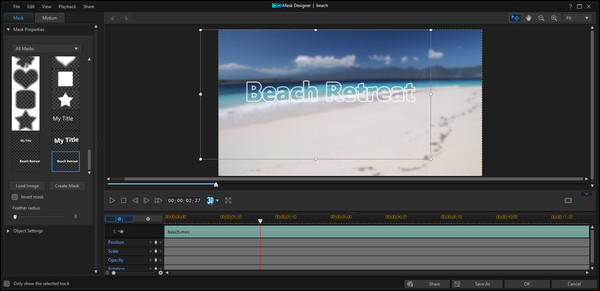 File Edit View Playback Share
Mask Designer | beach
? ×
Mask Motion
Fit
Mask Properties
All Masks
My Title
My Title
My Title
Beach Retreat
Beach Retreat
Load Image Create Mask
Invert mask
Feather radius
Object Settings
Beach Retreat
00;00;02;27
3D
beach.mov
Position
Scale
Opacity
Rotation
Only show the selected track
Share Save As OK Cancel